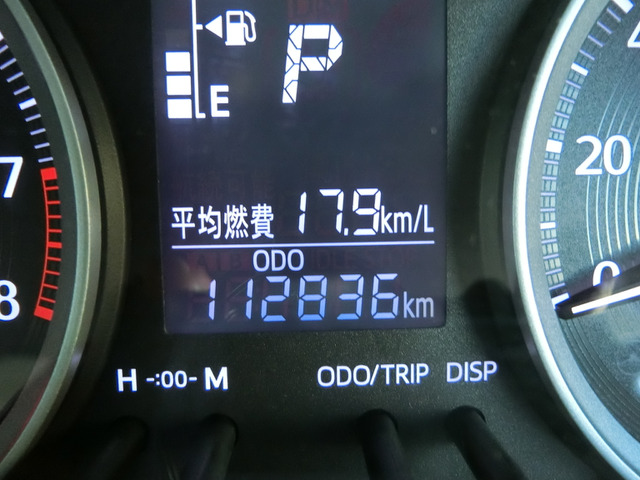 P
E
7
8
平均燃費 17.9km/L
ODO
112836km
20
0
H -:00- M
ODO/TRIP DISP